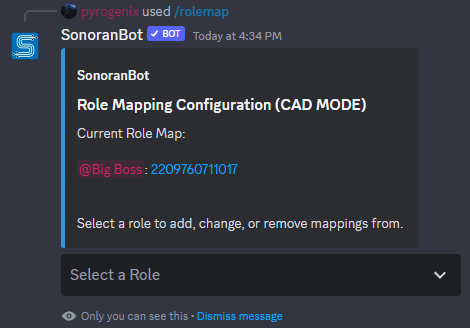 pyrogenix used /rolemap
SonoranBot ✓ BOT Today at 4:34 PM
SonoranBot
Role Mapping Configuration (CAD MODE)
Current Role Map:
@Big Boss: 2209760711017
Select a role to add, change, or remove mappings from.
Select a Role
Only you can see this • Dismiss message